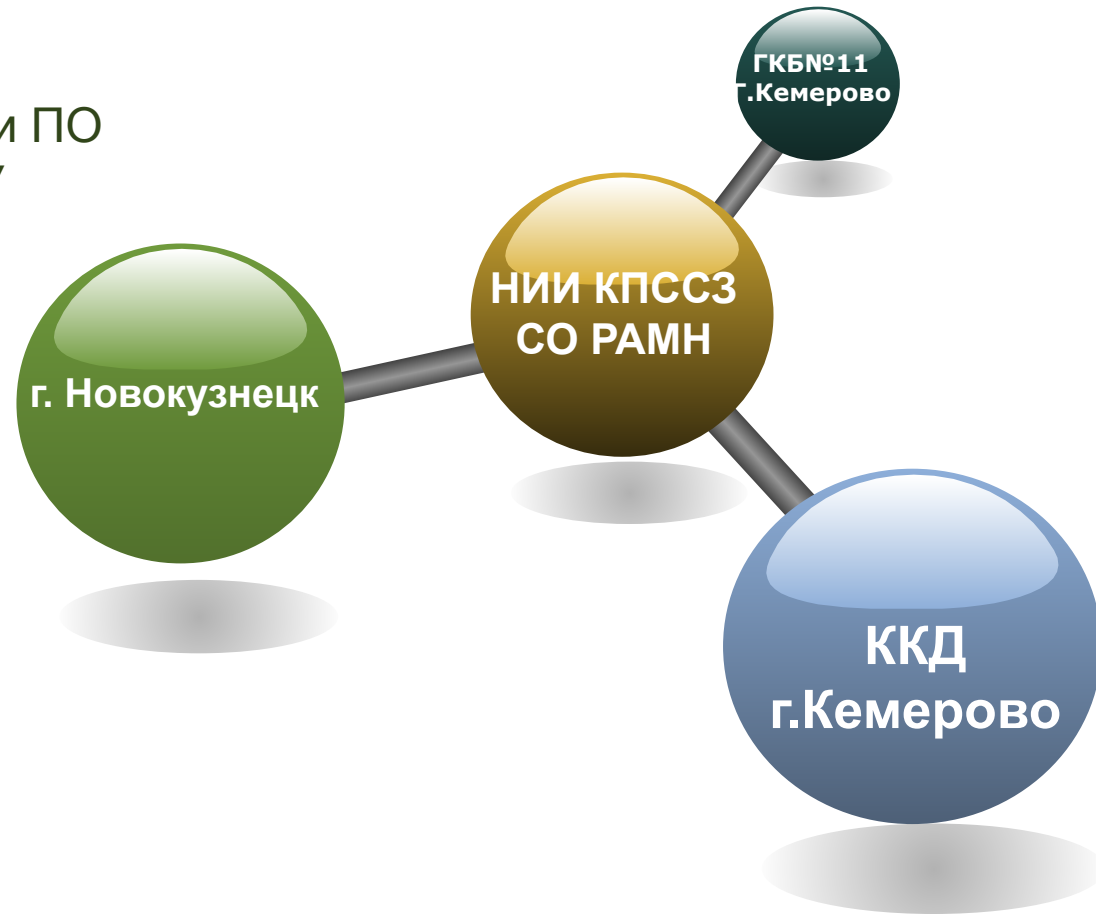 ГКБ№11
Г.Кемерово
и ПО
НИИ КПССЗ
СО РАМН
г. Новокузнецк
ККД
г.Кемерово